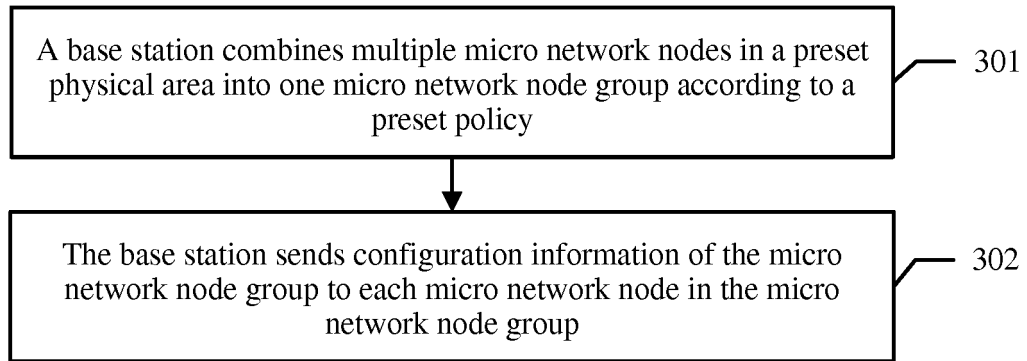 A base station combines multiple micro network nodes in a preset
physical area into one micro network node group according to a
preset policy
301
The base station sends configuration information of the micro
network node group to each micro network node in the micro
network node group
302